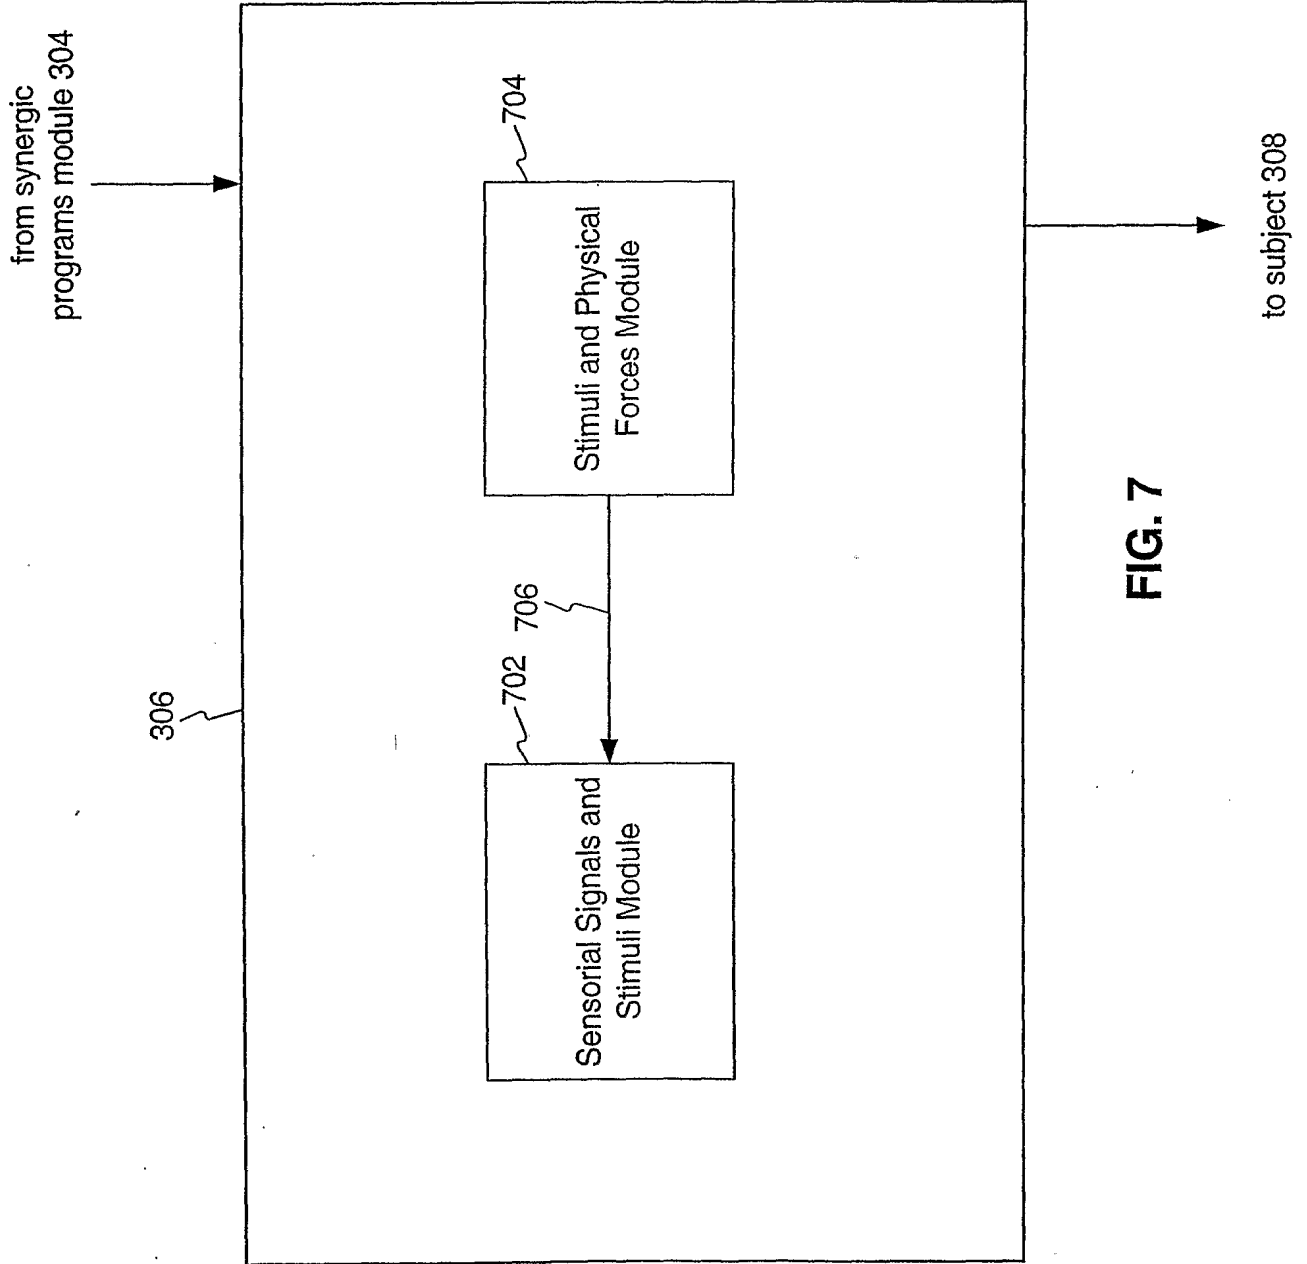 from synergic
programs module 304
306
702
Sensorial Signals and
Stimuli Module
706
704
Stimuli and Physical
Forces Module
to subject 308
FIG. 7